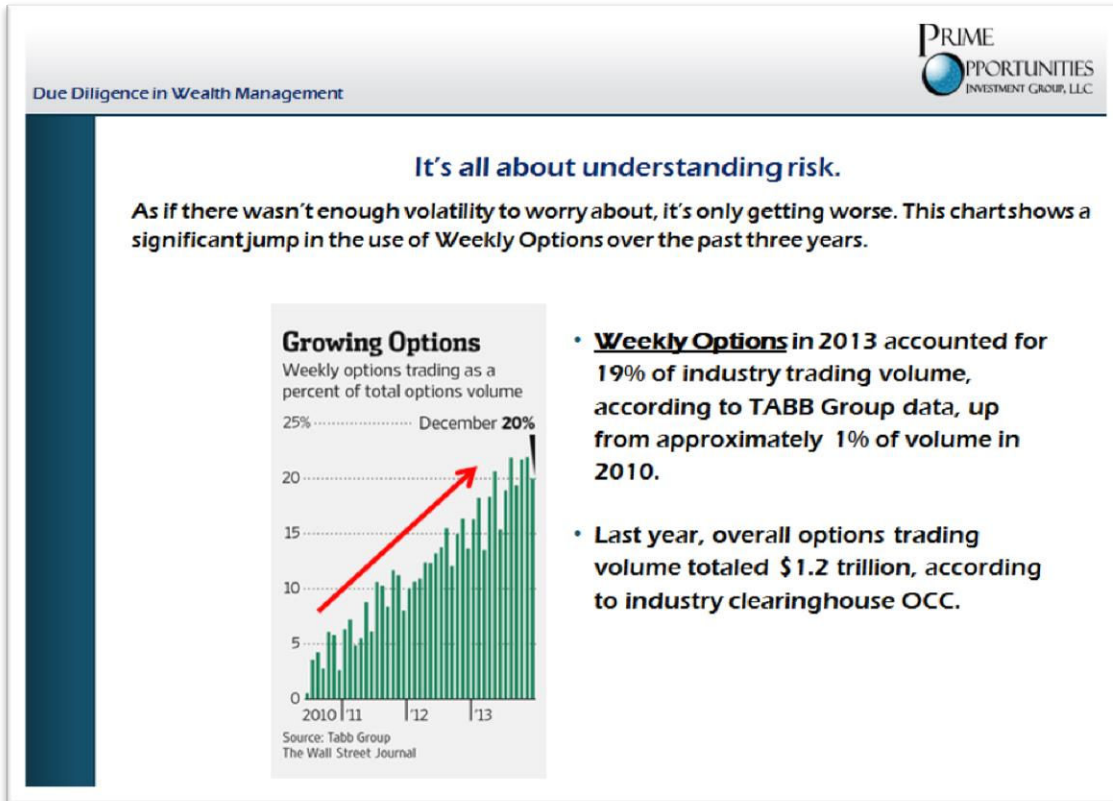 PRIME
OPPORTUNITIES
INVESTMENT GROUP, LLC
Due Diligence in Wealth Management
It's all about understanding risk.
As if there wasn't enough volatility to worry about, it's only getting worse. This chart shows a
significant jump in the use of Weekly Options over the past three years.
Growing Options
Weekly options trading as a
percent of total options volume
25% December 20%
20
15
10
5
0
2010 '11 '12 '13
Source: Tabb Group
The Wall Street Journal
• Weekly Options in 2013 accounted for
19% of industry trading volume,
according to TABB Group data, up
from approximately 1% of volume in
2010.
• Last year, overall options trading
volume totaled $1.2 trillion, according
to industry clearinghouse OCC.